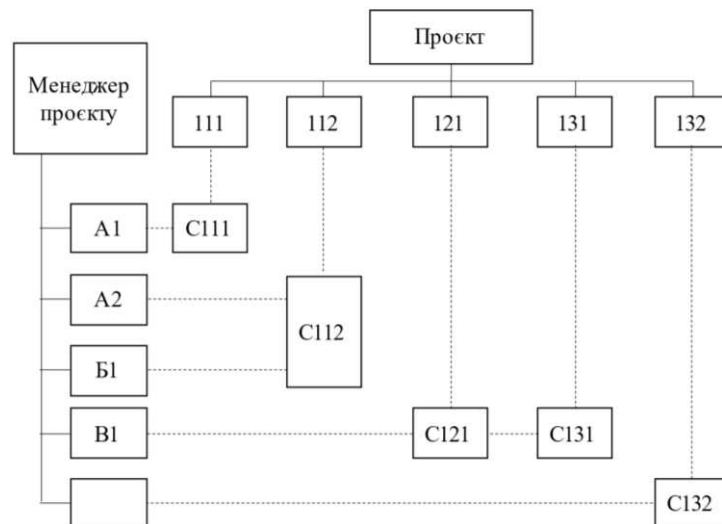 Проєкт
Менеджер
проєкту
111
112
121
131
132
А1
С111
А2
С112
Б1
В1
С121
С131
С132